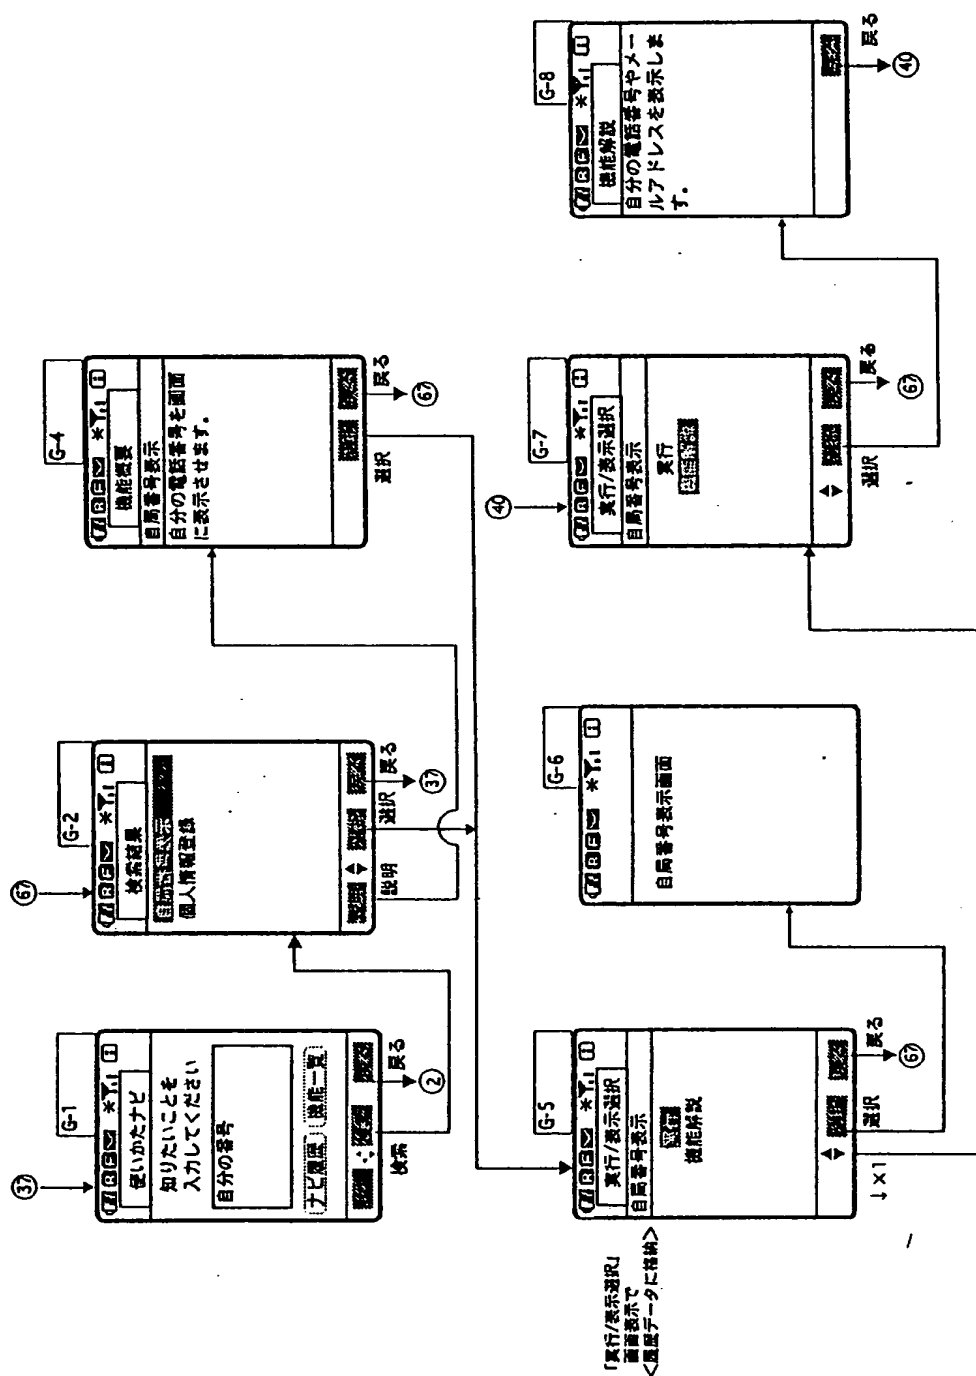 ㊲
G-1
使いかたナビ
知りたいことを
入力してください
自分の番号
ナビ履歴 機能一覧
検索
戻る
②
67
G-2
検索結果
個人情報登録
説明
選択
戻る
㊲
G-4
機能概要
自局番号表示
自分の電話番号を画面
に表示させます。
選択
戻る
67
「実行/表示選択」
画面表示で
<履歴データに格納>
G-5
実行/表示選択
自局番号表示
実行
機能解説
↓×1
選択
戻る
67
G-6
自局番号表示画面
㊵
G-7
実行/表示選択
自局番号表示
実行
機能解説
選択
戻る
67
G-8
機能解説
自分の電話番号やメー
ルアドレスを表示しま
す。
戻る
㊵